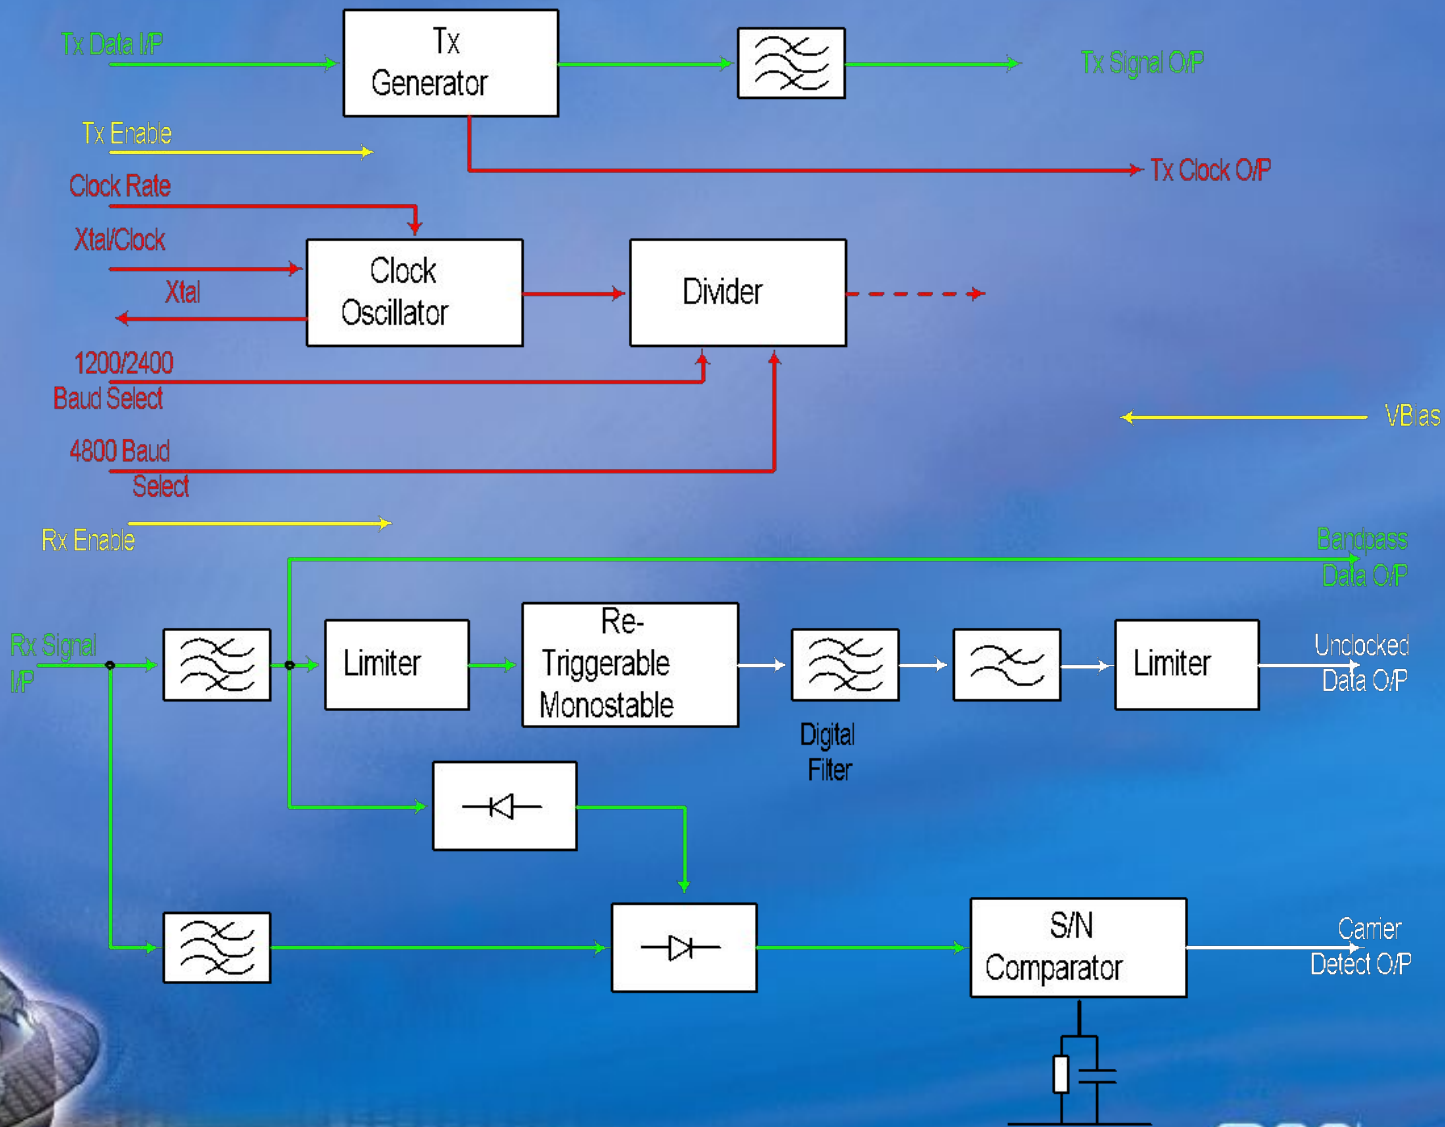 Tx Data I/P
Tx
Generator
Tx Signal O/P
Tx Enable
Tx Clock O/P
Clock Rate
Xtal/Clock
Xtal
Clock
Oscillator
Divider
1200/2400
Baud Select
VBias
4800 Baud
Select
Rx Enable
Bandpass
Data O/P
Rx Signal
I/P
Limiter
Re-
Triggerable
Monostable
Digital
Filter
Limiter
Unclocked
Data O/P
S/N
Comparator
Carrier
Detect O/P